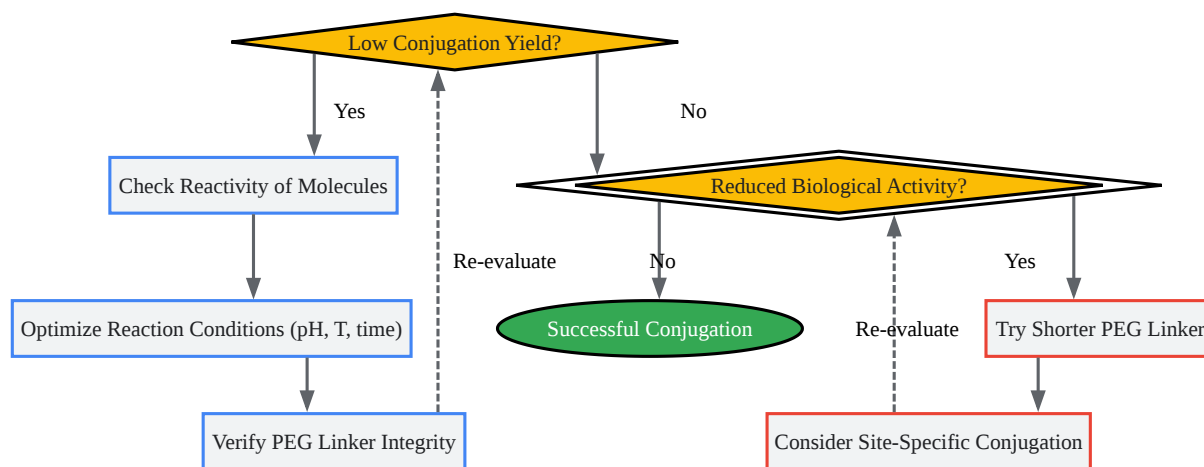 Low Conjugation Yield?
Yes
No
Check Reactivity of Molecules
Reduced Biological Activity?
Re-evaluate
No
Yes
Optimize Reaction Conditions (pH, T, time)
Successful Conjugation
Re-evaluate
Try Shorter PEG Linker
Verify PEG Linker Integrity
Consider Site-Specific Conjugation